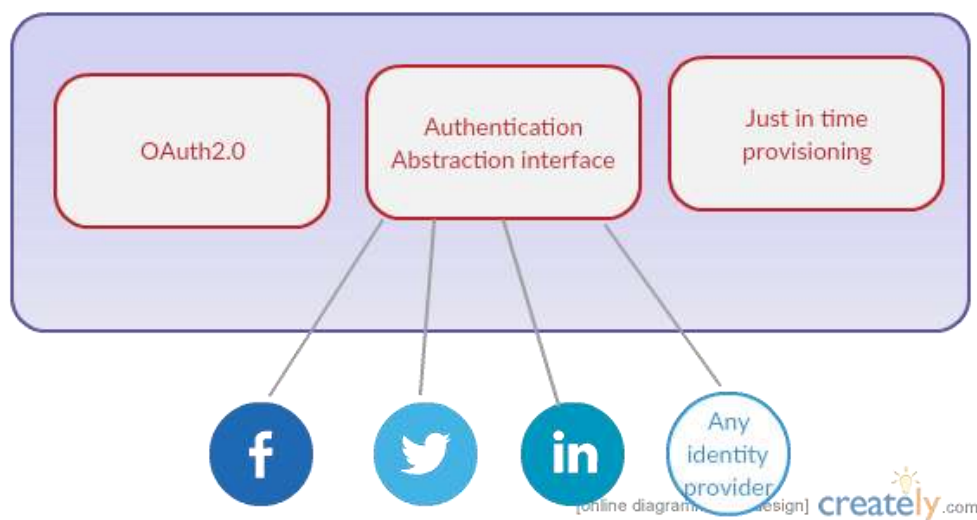 OAuth2.0
Authentication
Abstraction interface
Just in time
provisioning
f
in
Any
identity
provider
[online diagram design]
creately.com